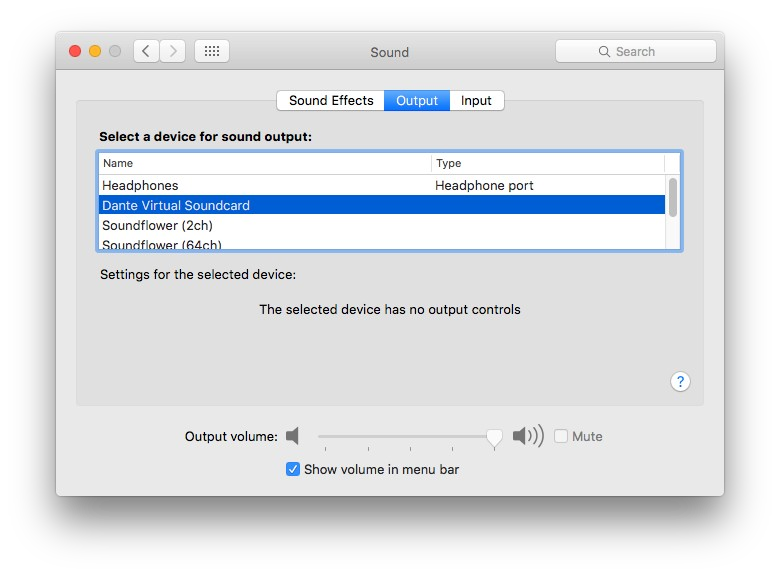 Sound
Search
Sound Effects Output Input
Select a device for sound output:
Name Type
Headphones Headphone port
Dante Virtual Soundcard
Soundflower (2ch)
Soundflower (64ch)
Settings for the selected device:
The selected device has no output controls
?
Output volume: Mute
Show volume in menu bar